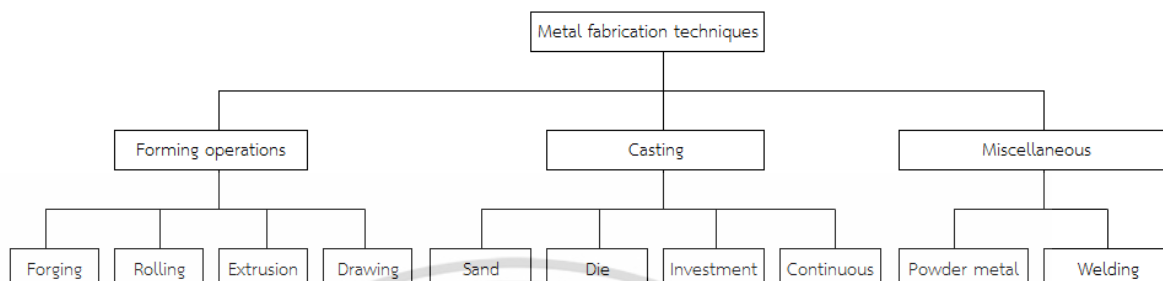 Metal fabrication techniques
Forming operations
Casting
Miscellaneous
Forging
Rolling
Extrusion
Drawing
Sand
Die
Investment
Continuous
Powder metal
Welding